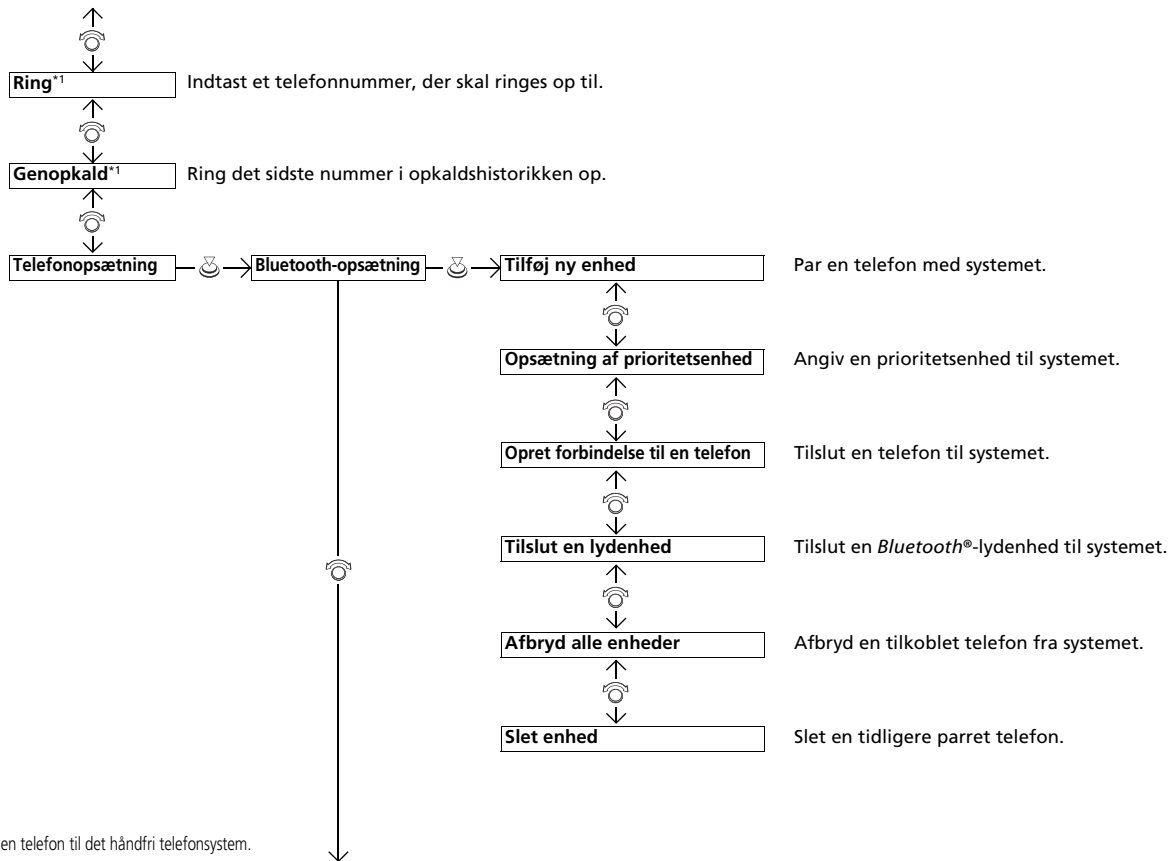 Ring*1 Indtast et telefonnummer, der skal ringes op til.
Genopkald*1 Ring det sidste nummer i opkaldshistorikken op.
Telefonopsætning Bluetooth-opsætning Tilføj ny enhed Par en telefon med systemet.
Opsætning af prioritetsenhed Angiv en prioritetsenhed til systemet.
Opret forbindelse til en telefon Tilslut en telefon til systemet.
Tilslut en lydenhed Tilslut en Bluetooth®-lydenhed til systemet.
Afbryd alle enheder Afbryd en tilkoblet telefon fra systemet.
Slet enhed Slet en tidligere parret telefon.
en telefon til det håndfri telefonsystem.